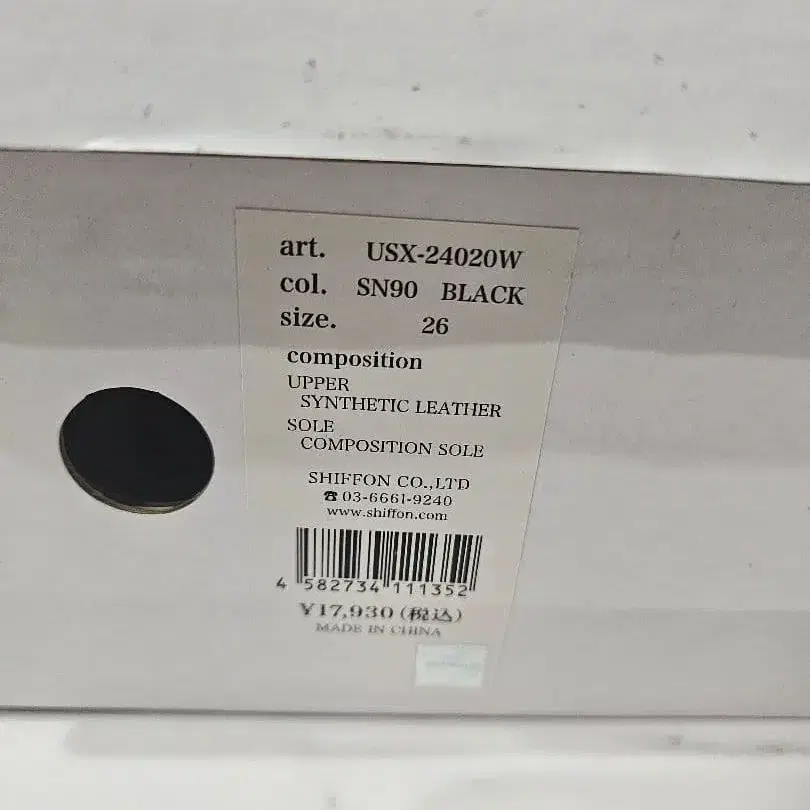 art. USX-24020W
col. SN90 BLACK
size. 26
composition
UPPER
SYNTHETIC LEATHER
SOLE
COMPOSITION SOLE
SHIFFON CO.,LTD
☎ 03-6661-9240
www.shiffon.com
4 582734 111352
¥17,930 (税込)
MADE IN CHINA